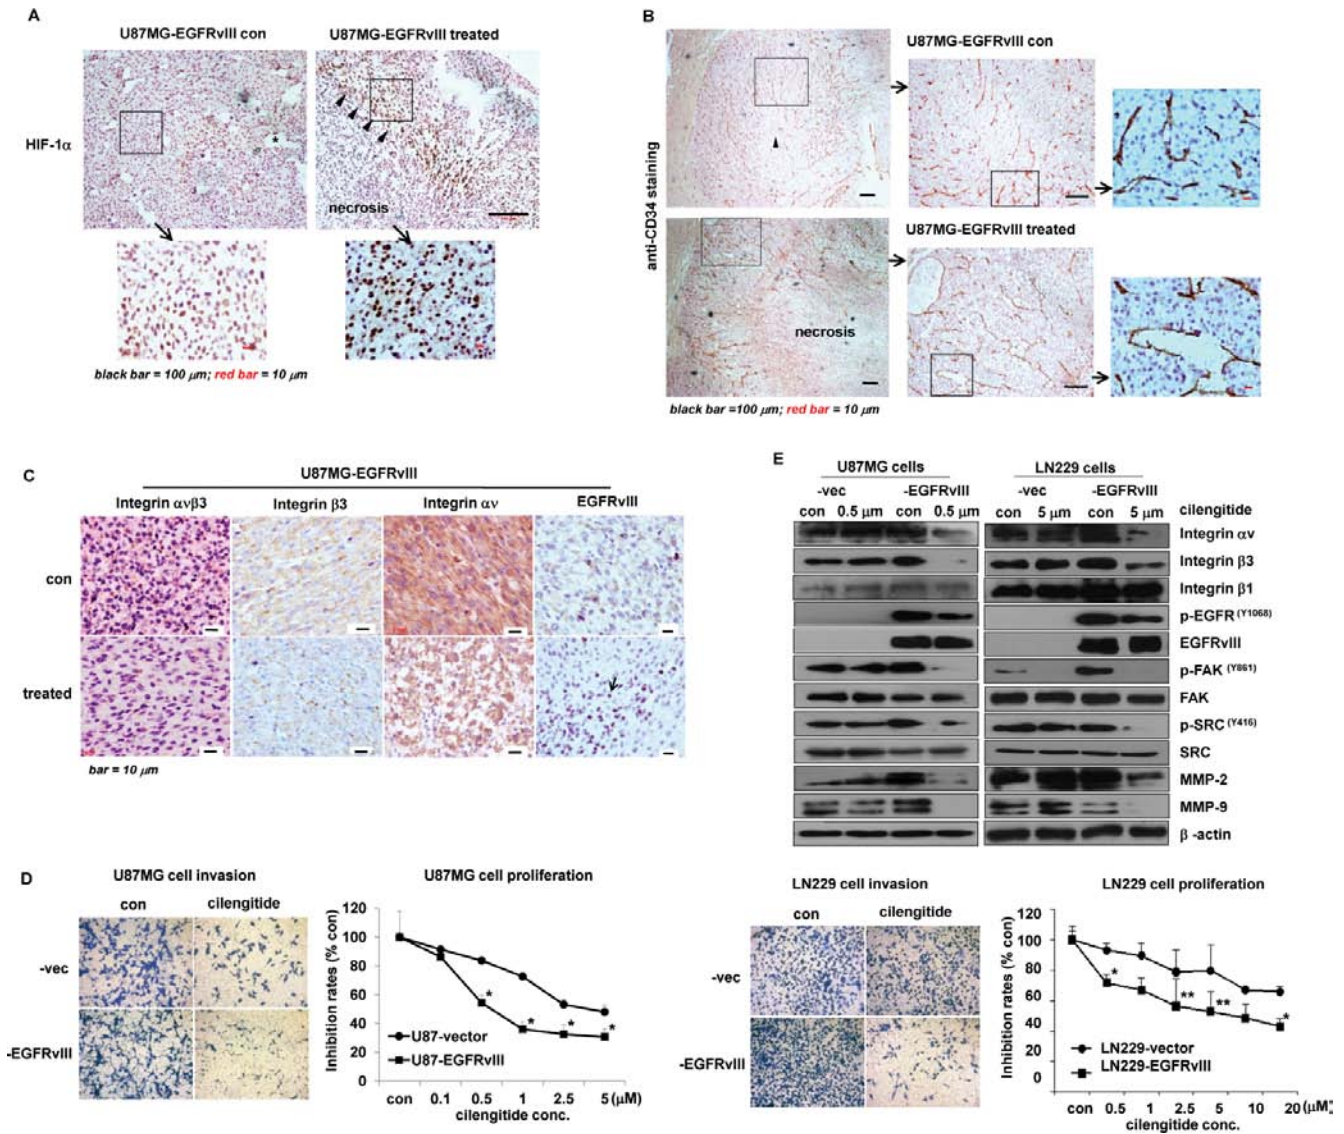 A
U87MG-EGFRvIII con
U87MG-EGFRvIII treated
HIF-1α
*
necrosis
black bar = 100 μm; red bar = 10 μm
B
U87MG-EGFRvIII con
anti-CD34 staining
U87MG-EGFRvIII treated
necrosis
black bar =100 μm; red bar = 10 μm
C
U87MG-EGFRvIII
Integrin ανβ3
Integrin β3
Integrin αν
EGFRvIII
con
treated
bar = 10 μm
E
U87MG cells
LN229 cells
-vec
-EGFRvIII
-vec
-EGFRvIII
con 0.5 μm con 0.5 μm
con 5 μm con 5 μm
cilengitide
Integrin αv
Integrin β3
Integrin β1
p-EGFR (Y1068)
EGFRvIII
p-FAK (Y861)
FAK
p-SRC (Y416)
SRC
MMP-2
MMP-9
β -actin
D
U87MG cell invasion
con
cilengitide
-vec
-EGFRvIII
U87MG cell proliferation
Inhibition rates (% con)
120
100
80
60
40
20
0
* * * *
U87-vector
U87-EGFRvIII
con 0.1 0.5 1 2.5 5 (μM)
cilengitide conc.
LN229 cell invasion
con
cilengitide
-vec
-EGFRvIII
LN229 cell proliferation
Inhibition rates (% con)
120
100
80
60
40
20
0
* ** ** *
LN229-vector
LN229-EGFRvIII
con 0.5 1 2.5 5 10 20 (μM)
cilengitide conc.